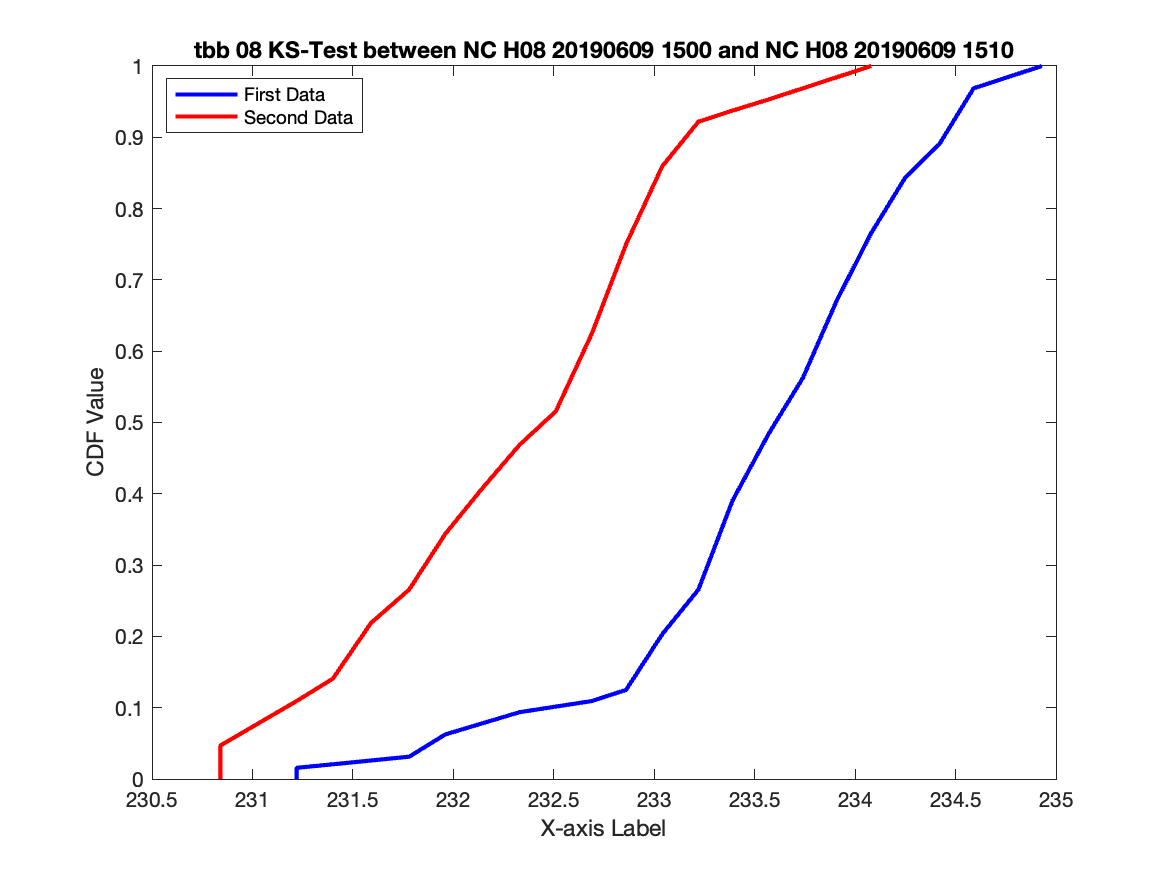 tbb 08 KS-Test between NC H08 20190609 1500 and NC H08 20190609 1510
First Data
Second Data
1
0.9
0.8
0.7
0.6
0.5
0.4
0.3
0.2
0.1
0
CDF Value
230.5 231 231.5 232 232.5 233 233.5 234 234.5 235
X-axis Label